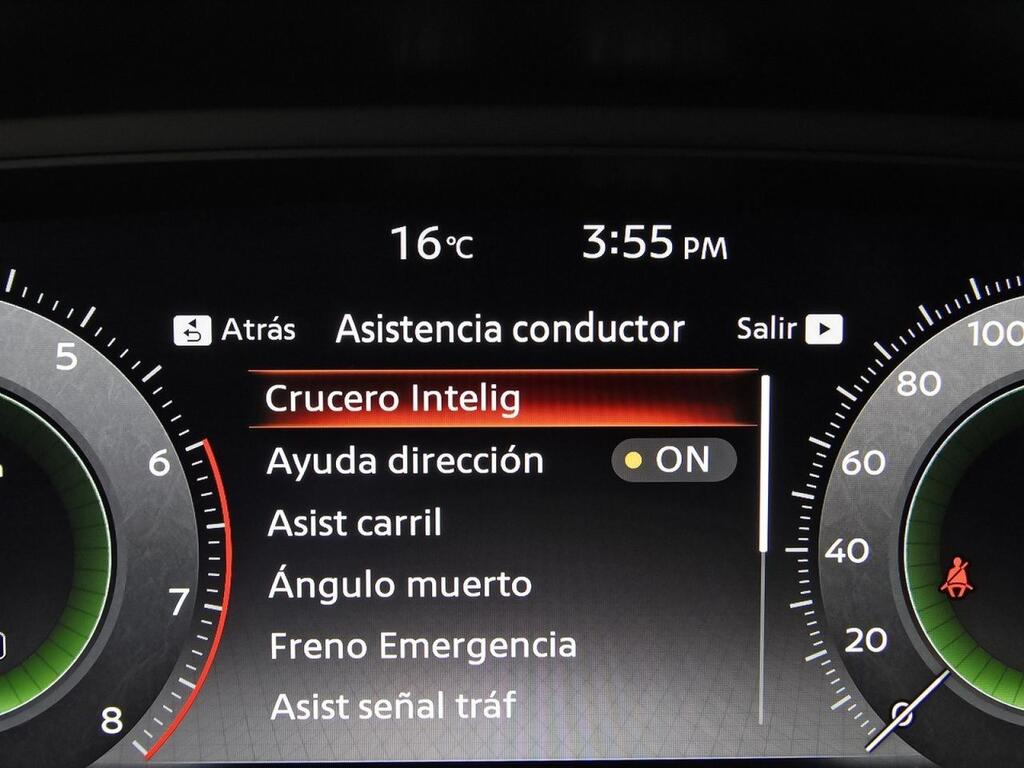 16°C
3:55 PM
Atrás
Asistencia conductor
Salir
Crucero Intelig
Ayuda dirección
ON
Asist carril
Ángulo muerto
Freno Emergencia
Asist señal tráf
5
6
7
8
100
80
60
40
20
0